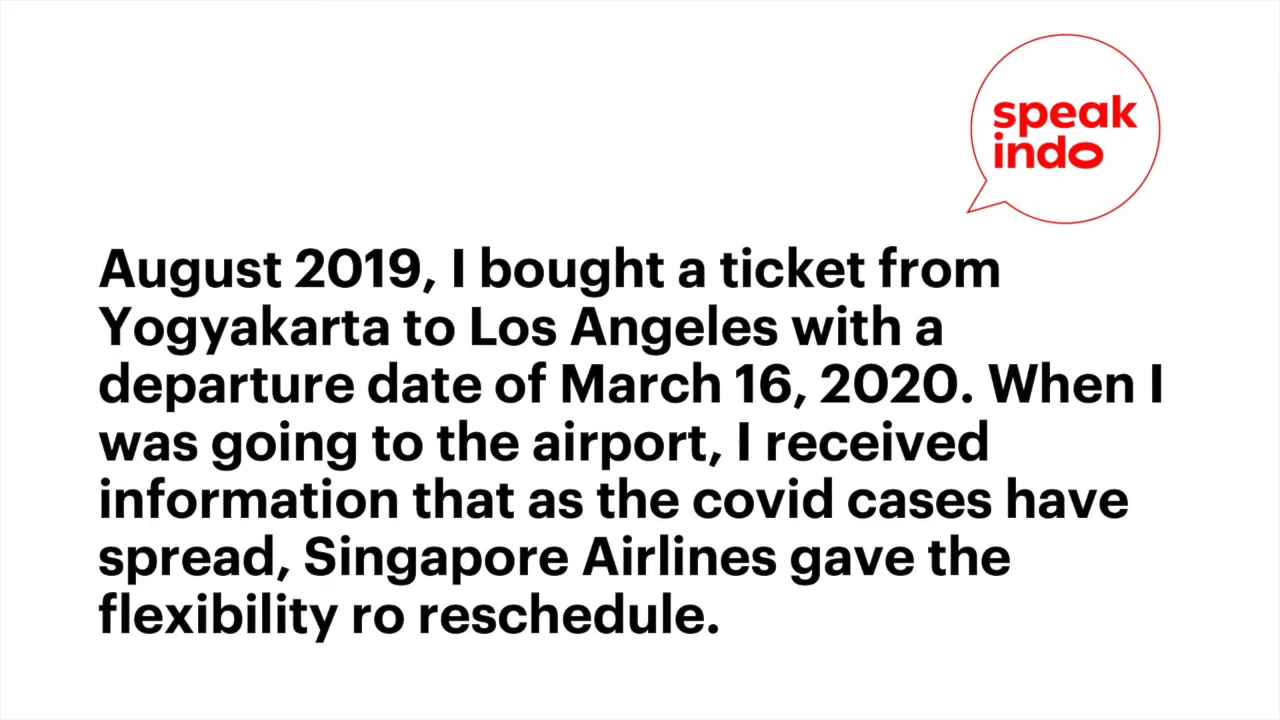 speak
indo
August 2019, I bought a ticket from
Yogyakarta to Los Angeles with a
departure date of March 16, 2020. When I
was going to the airport, I received
information that as the covid cases have
spread, Singapore Airlines gave the
flexibility ro reschedule.